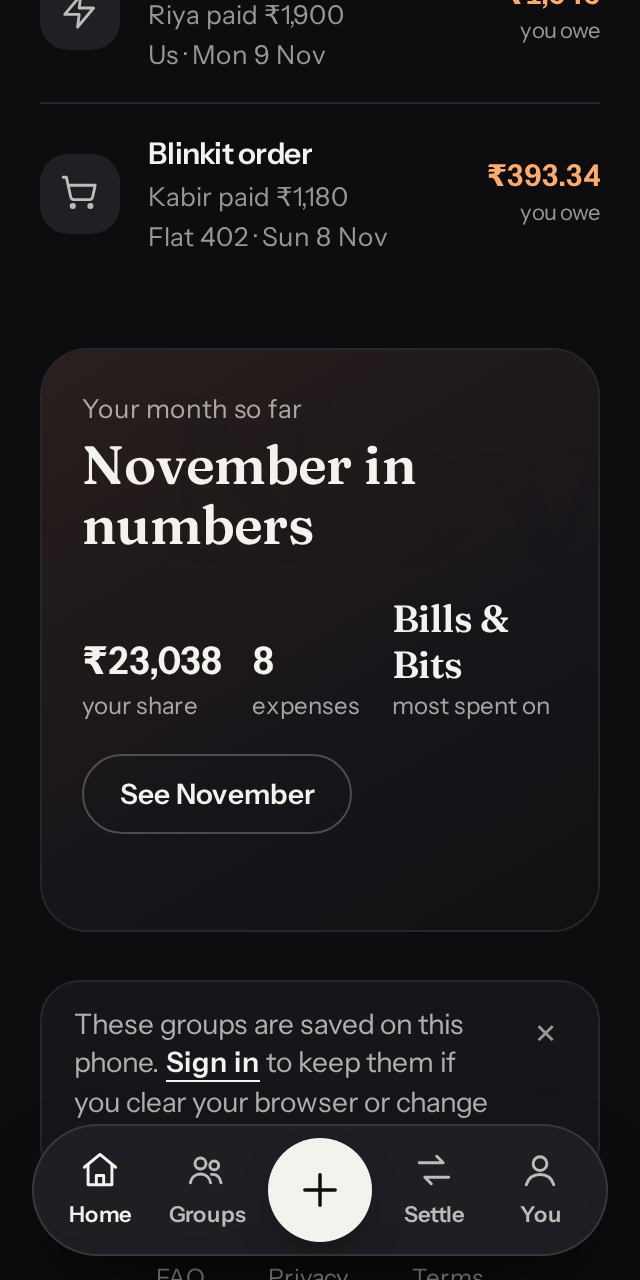 Riya paid ₹1,900
you owe
Us · Mon 9 Nov
Blinkit order
₹393.34
Kabir paid ₹1,180
you owe
Flat 402 · Sun 8 Nov
Your month so far
November in
numbers
₹23,038
your share
8
expenses
Bills &
Bits
most spent on
See November
These groups are saved on this
phone. Sign in to keep them if
you clear your browser or change
Home
Groups
Settle
You
FAQ
Privacy
Terms